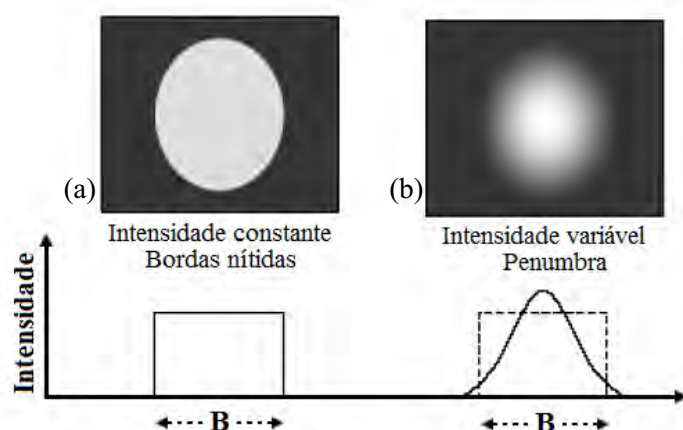 (a)
Intensidade constante
Bordas nítidas
(b)
Intensidade variável
Penumbra
Intensidade
B
B